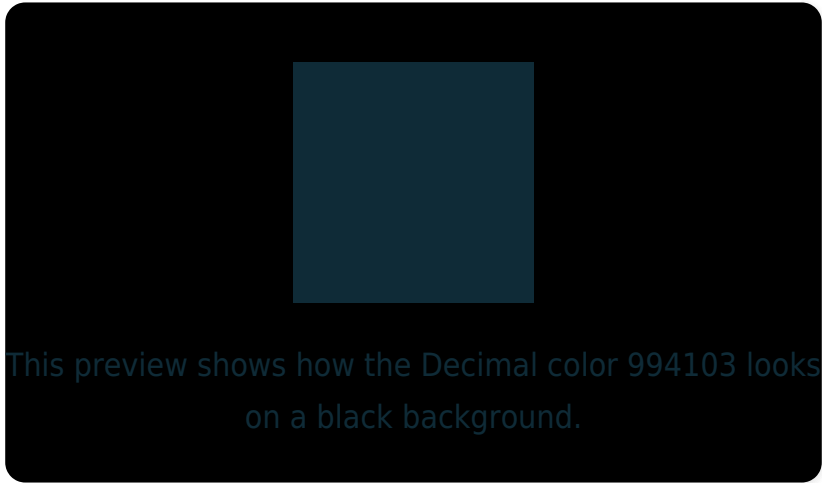 This preview shows how the Decimal color 994103 looks
on a black background.